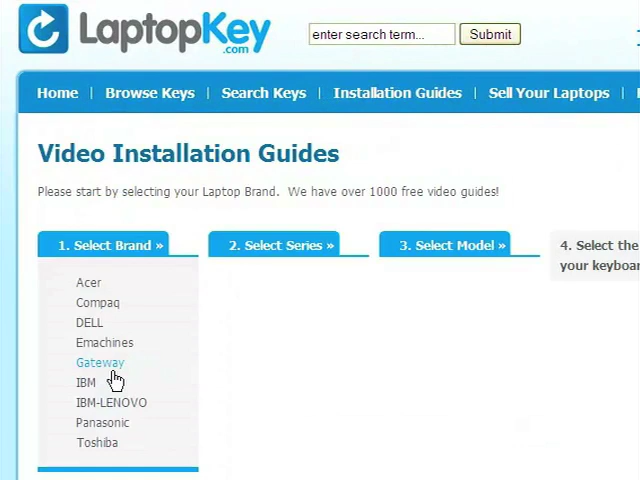 LaptopKey
.com
enter search term...
Submit
Home
Browse Keys
Search Keys
Installation Guides
Sell Your Laptops
Video Installation Guides
Please start by selecting your Laptop Brand. We have over 1000 free video guides!
1. Select Brand »
2. Select Series »
3. Select Model »
4. Select the
your keyboar
Acer
Compaq
DELL
Emachines
Gateway
IBM
IBM-LENOVO
Panasonic
Toshiba